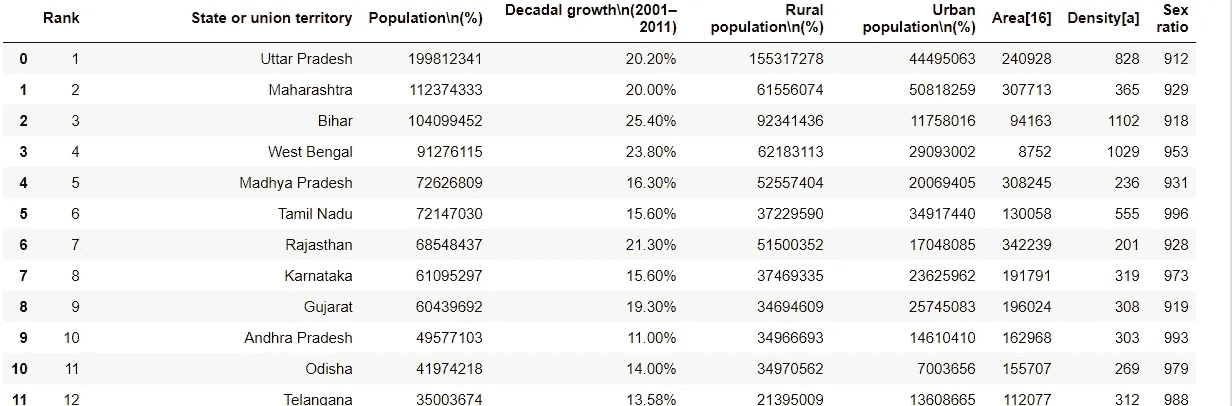 Rank State or union territory Population\n(%) Decadal growth\n(2001–2011) Rural population\n(%) Urban population\n(%) Area[16] Density[a] Sex ratio
0 1 Uttar Pradesh 199812341 20.20% 155317278 44495063 240928 828 912
1 2 Maharashtra 112374333 20.00% 61556074 50818259 307713 365 929
2 3 Bihar 104099452 25.40% 92341436 11758016 94163 1102 918
3 4 West Bengal 91276115 23.80% 62183113 29093002 8752 1029 953
4 5 Madhya Pradesh 72626809 16.30% 52557404 20069405 308245 236 931
5 6 Tamil Nadu 72147030 15.60% 37229590 34917440 130058 555 996
6 7 Rajasthan 68548437 21.30% 51500352 17048085 342239 201 928
7 8 Karnataka 61095297 15.60% 37469335 23625962 191791 319 973
8 9 Gujarat 60439692 19.30% 34694609 25745083 196024 308 919
9 10 Andhra Pradesh 49577103 11.00% 34966693 14610410 162968 303 993
10 11 Odisha 41974218 14.00% 34970562 7003656 155707 269 979
11 12 Telangana 35003674 13.58% 21395009 13608665 112077 312 988